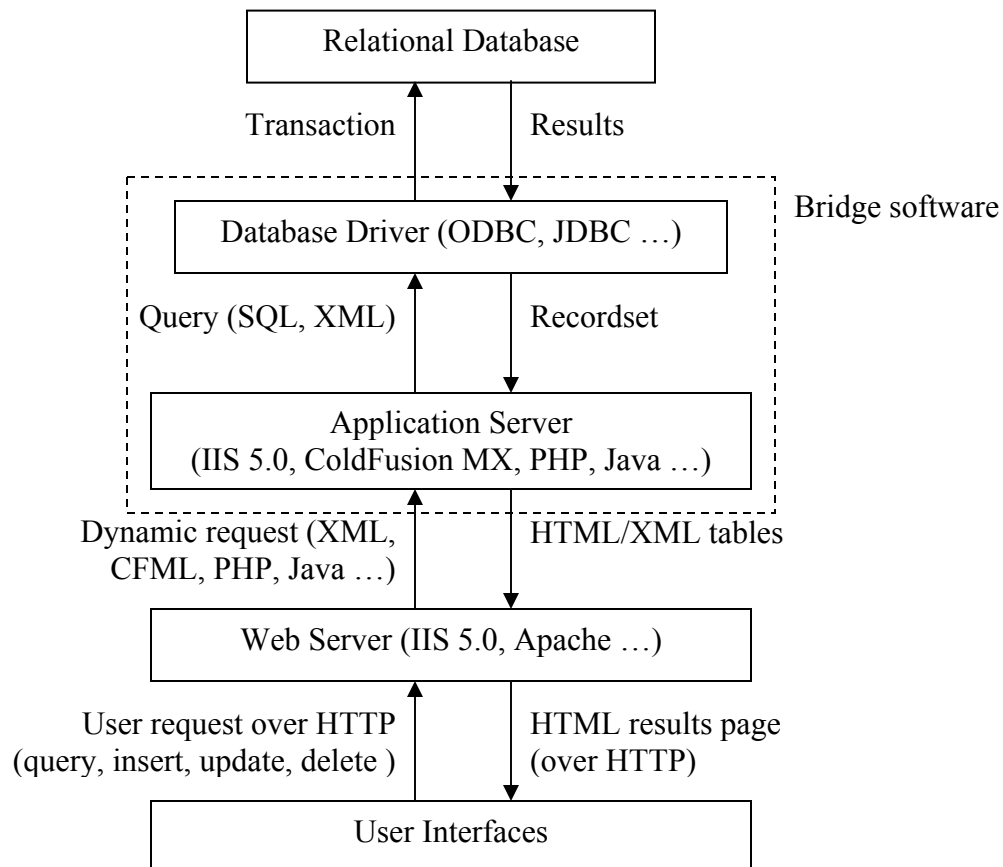 Relational Database
Transaction
Results
Bridge software
Database Driver (ODBC, JDBC …)
Query (SQL, XML)
Recordset
Application Server
(IIS 5.0, ColdFusion MX, PHP, Java …)
Dynamic request (XML,
CFML, PHP, Java …)
HTML/XML tables
Web Server (IIS 5.0, Apache …)
User request over HTTP
(query, insert, update, delete )
HTML results page
(over HTTP)
User Interfaces